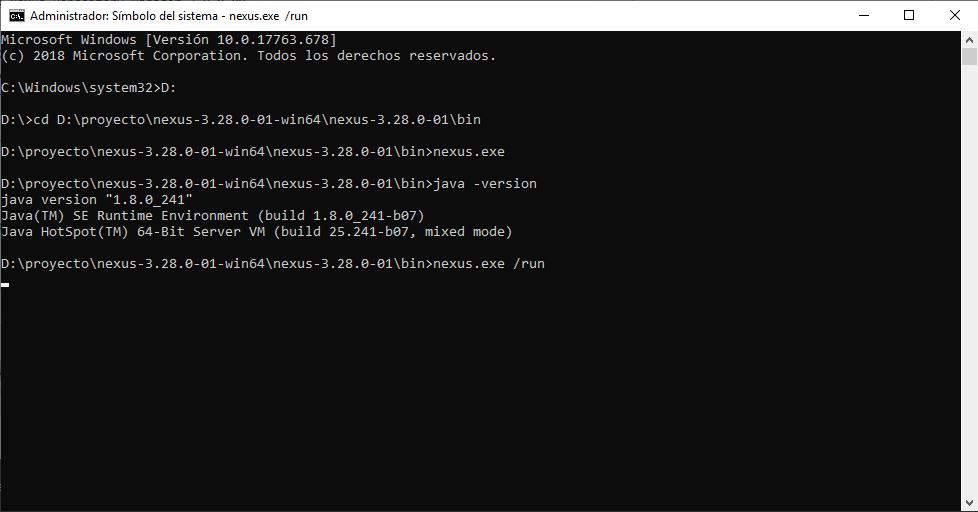 Administrador: Símbolo del sistema - nexus.exe /run
Microsoft Windows [Versión 10.0.17763.678]
(c) 2018 Microsoft Corporation. Todos los derechos reservados.
C:\Windows\system32>D:
D:\>cd D:\proyecto\nexus-3.28.0-01-win64\nexus-3.28.0-01\bin
D:\proyecto\nexus-3.28.0-01-win64\nexus-3.28.0-01\bin>nexus.exe
D:\proyecto\nexus-3.28.0-01-win64\nexus-3.28.0-01\bin>java -version
java version "1.8.0_241"
Java(TM) SE Runtime Environment (build 1.8.0_241-b07)
Java HotSpot(TM) 64-Bit Server VM (build 25.241-b07, mixed mode)
D:\proyecto\nexus-3.28.0-01-win64\nexus-3.28.0-01\bin>nexus.exe /run